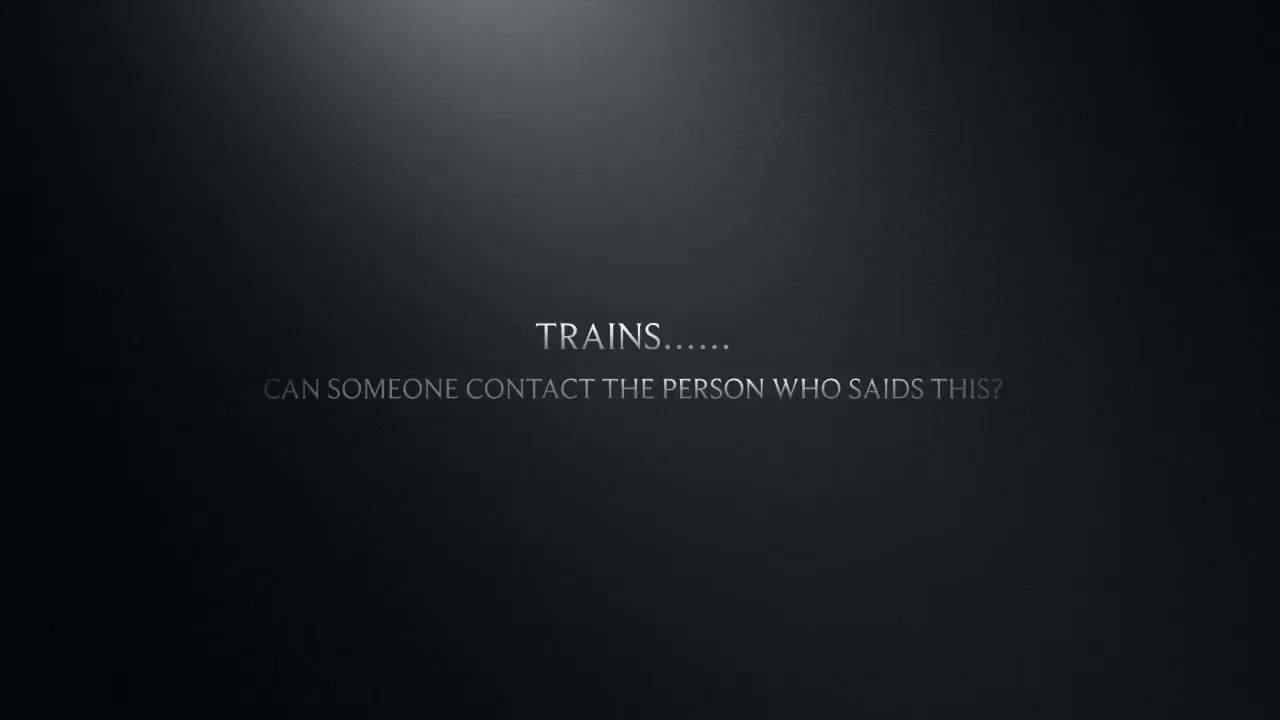 TRAINS......
CAN SOMEONE CONTACT THE PERSON WHO SAIDS THIS?